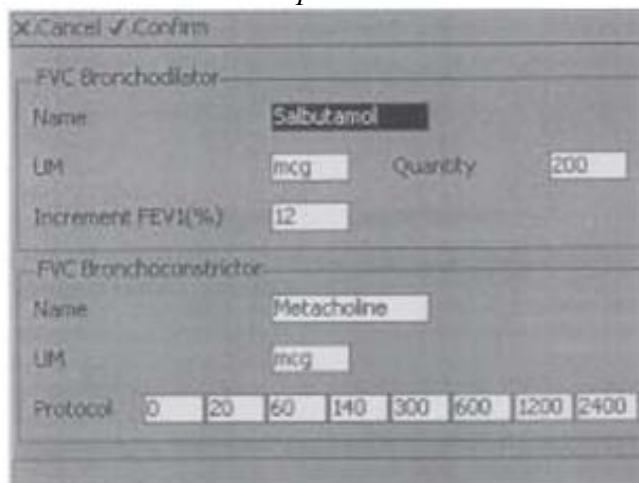 X Cancel ✓ Confirm
FVC Bronchodilator
Name Salbutamol
UM mcg Quantity 200
Increment FEV1(%) 12
FVC Bronchoconstrictor
Name Metacholine
UM mcg
Protocol 0 20 60 140 300 600 1200 2400